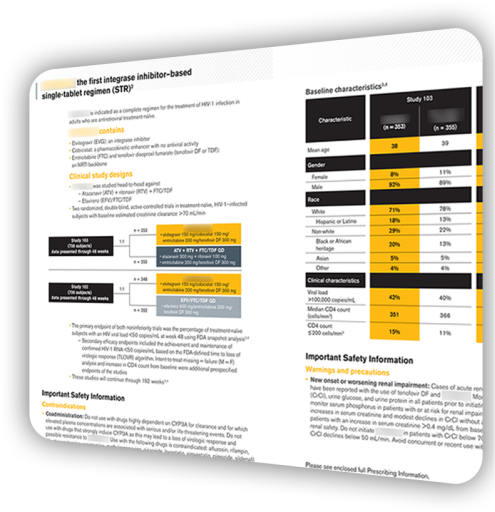 the first integrase inhibitor–based
single-tablet regimen (STR)²
is indicated as a complete regimen for the treatment of HIV-1 infection in
adults who are antiretroviral treatment-naïve.
contains
• Elvitegravir (EVG): an integrase inhibitor
• Cobicistat: a pharmacokinetic enhancer with no antiviral activity
• Emtricitabine (FTC) and tenofovir disoproxil fumarate (tenofovir DF or TDF):
an NRTI backbone
Clinical study designs
• was studied head-to-head against
– Atazanavir (ATV) + ritonavir (RTV) + FTC/TDF
– Efavirenz (EFV)/FTC/TDF
• Two randomized, double-blind, active-controlled trials in treatment-naïve, HIV-1–infected
subjects with baseline estimated creatinine clearance >70 mL/min
Study 103
(708 subjects)
data presented through 48 weeks
1:1
n = 353
• elvitegravir 150 mg/cobicistat 150 mg/
emtricitabine 200 mg/tenofovir DF 300 mg
ATV + RTV + FTC/TDF QD
• atazanavir 300 mg + ritonavir 100 mg
• emtricitabine 200 mg/tenofovir DF 300 mg
n = 355
Study 102
(700 subjects)
data presented through 48 weeks
1:1
n = 348
• elvitegravir 150 mg/cobicistat 150 mg/
emtricitabine 200 mg/tenofovir DF 300 mg
EFV/FTC/TDF QD
• efavirenz 600 mg/emtricitabine 200 mg/
tenofovir DF 300 mg
n = 352
• The primary endpoint of both noninferiority trials was the percentage of treatment-naïve
subjects with an HIV viral load <50 copies/mL at week 48 using FDA snapshot analysis
– Secondary efficacy endpoints included the achievement and maintenance of
confirmed HIV-1 RNA <50 copies/mL based on the FDA-defined time to loss of
virologic response (TLOVR) algorithm. Intent-to-treat missing = failure (M = F)
analysis and increase in CD4 count from baseline were additional prespecified
endpoints of the studies
• These studies will continue through 192 weeks
Important Safety Information
Contraindications
• Coadministration: Do not use with drugs highly dependent on CYP3A for clearance and for which
elevated plasma concentrations are associated with serious and/or life-threatening events. Do not
use with drugs that strongly induce CYP3A as this may lead to a loss of virologic response and
possible resistance to Use with the following drugs is contraindicated: alfuzosin, rifampin,
Baseline characteristics
Characteristic
Study 103
(n = 353)
(n = 355)
Mean age 38 39
Gender
Female 8% 11%
Male 92% 89%
Race
White 71% 78%
Hispanic or Latino 18% 13%
Non-white 29% 22%
Black or African
heritage 20% 13%
Asian 5% 5%
Other 4% 4%
Clinical characteristics
Viral load
>100,000 copies/mL 43% 40%
Median CD4 count
(cells/mm³) 351 366
CD4 count
≤200 cells/mm³ 15% 11%
Important Safety Information
Warnings and precautions
• New onset or worsening renal impairment: Cases of acute ren
have been reported with the use of tenofovir DF and Mo
(CrCl), urine glucose, and urine protein in all patients prior to initiatin
monitor serum phosphorus in patients with or at risk for renal impair
increases in serum creatinine and modest declines in CrCl without a
patients with an increase in serum creatinine >0.4 mg/dL from base
renal safety. Do not initiate in patients with CrCl below 70
CrCl declines below 50 mL/min. Avoid concurrent or recent use wit
Please see enclosed full Prescribing Information,